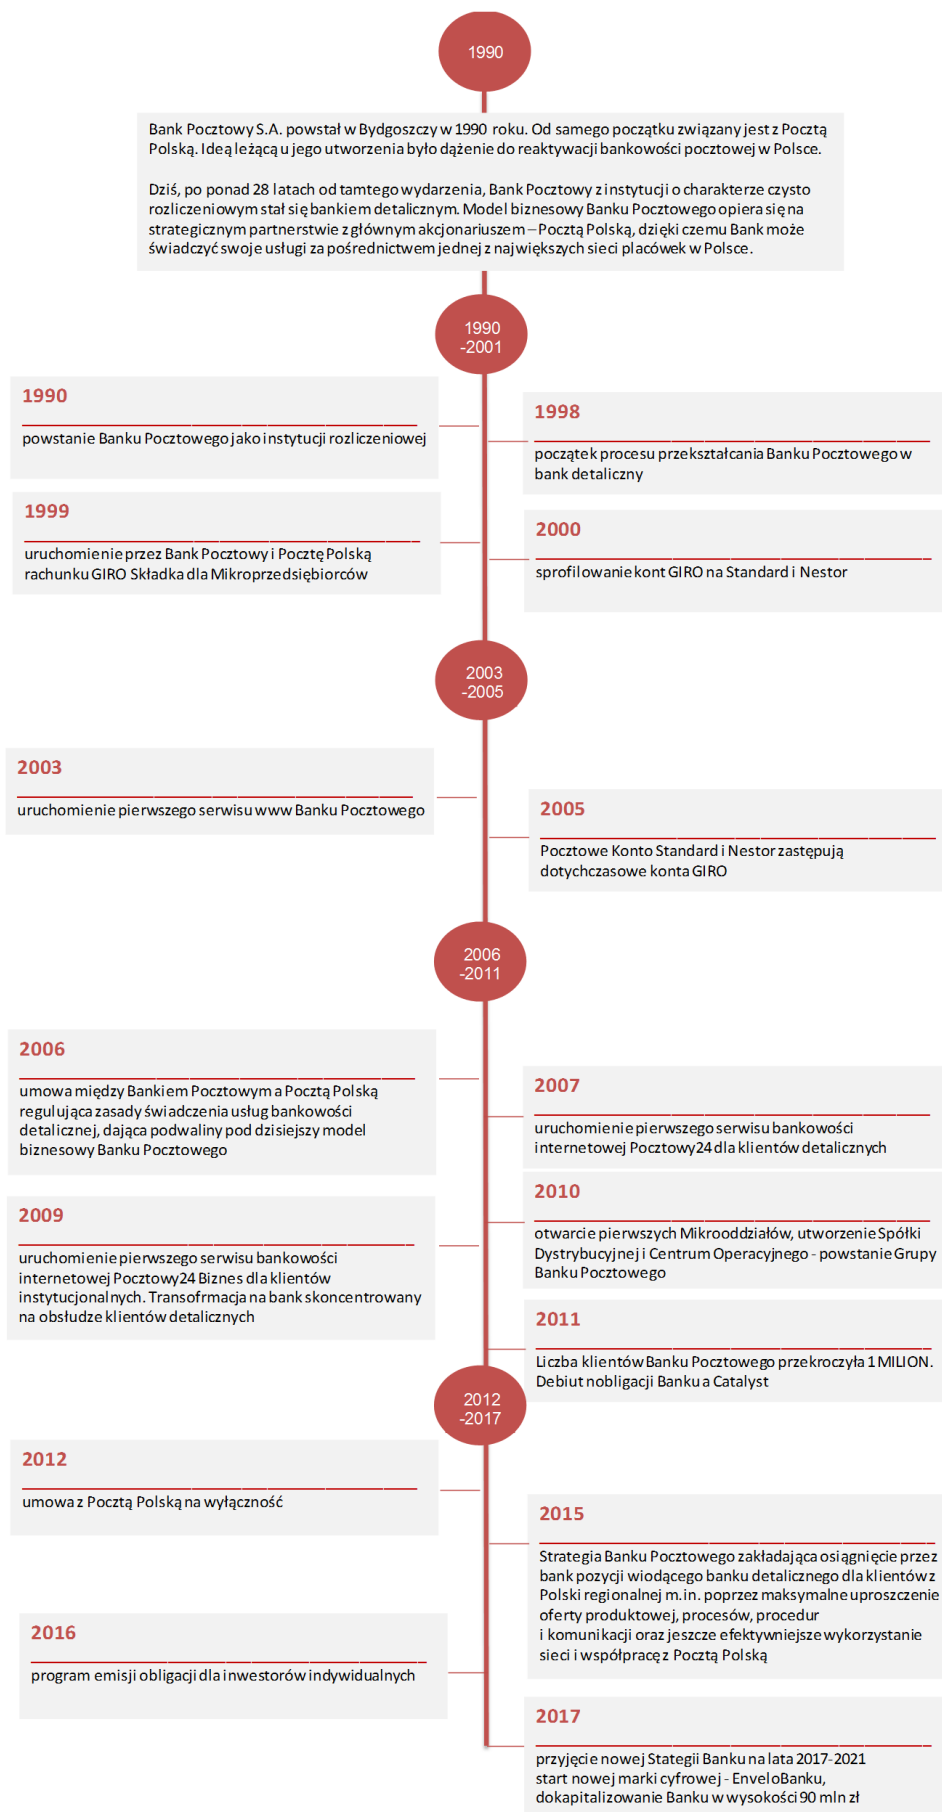 1990
Bank Pocztowy S.A. powstał w Bydgoszczy w 1990 roku. Od samego początku związany jest z Pocztą
Polską. Ideą leżącą u jego utworzenia było dążenie do reaktywacji bankowości pocztowej w Polsce.
Dziś, po ponad 28 latach od tamtego wydarzenia, Bank Pocztowy z instytucji o charakterze czysto
rozliczeniowym stał się bankiem detalicznym. Model biznesowy Banku Pocztowego opiera się na
strategicznym partnerstwie z głównym akcjonariuszem – Pocztą Polską, dzięki czemu Bank może
świadczyć swoje usługi za pośrednictwem jednej z największych sieci placówek w Polsce.
1990
-2001
1990
powstanie Banku Pocztowego jako instytucji rozliczeniowej
1998
początek procesu przekształcania Banku Pocztowego w
bank detaliczny
1999
uruchomienie przez Bank Pocztowy i Pocztę Polską
rachunku GIRO Składka dla Mikroprzedsiębiorców
2000
sprofilowanie kont GIRO na Standard i Nestor
2003
-2005
2003
uruchomienie pierwszego serwisu www Banku Pocztowego
2005
Pocztowe Konto Standard i Nestor zastępują
dotychczasowe konta GIRO
2006
-2011
2006
umowa między Bankiem Pocztowym a Pocztą Polską
regulująca zasady świadczenia usług bankowości
detalicznej, dająca podwaliny pod dzisiejszy model
biznesowy Banku Pocztowego
2007
uruchomienie pierwszego serwisu bankowości
internetowej Pocztowy24 dla klientów detalicznych
2009
uruchomienie pierwszego serwisu bankowości
internetowej Pocztowy24 Biznes dla klientów
instytucjonalnych. Transofrmacja na bank skoncentrowany
na obsłudze klientów detalicznych
2010
otwarcie pierwszych Mikrooddziałów, utworzenie Spółki
Dystrybucyjnej i Centrum Operacyjnego - powstanie Grupy
Banku Pocztowego
2011
Liczba klientów Banku Pocztowego przekroczyła 1 MILION.
Debiut nobligacji Banku a Catalyst
2012
-2017
2012
umowa z Pocztą Polską na wyłączność
2015
Strategia Banku Pocztowego zakładająca osiągnięcie przez
bank pozycji wiodącego banku detalicznego dla klientów z
Polski regionalnej m.in. poprzez maksymalne uproszczenie
oferty produktowej, procesów, procedur
i komunikacji oraz jeszcze efektywniejsze wykorzystanie
sieci i współpracę z Pocztą Polską
2016
program emisji obligacji dla inwestorów indywidualnych
2017
przyjęcie nowej Stategii Banku na lata 2017-2021
start nowej marki cyfrowej - EnveloBanku,
dokapitalizowanie Banku w wysokości 90 mln zł